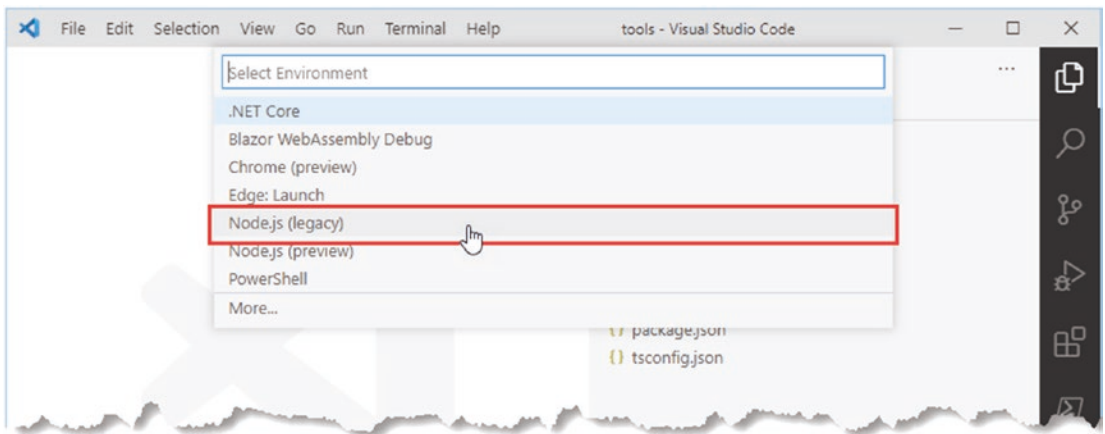 File Edit Selection View Go Run Terminal Help tools - Visual Studio Code
Select Environment
.NET Core
Blazor WebAssembly Debug
Chrome (preview)
Edge: Launch
Node.js (legacy)
Node.js (preview)
PowerShell
More...
{} package.json
{} tsconfig.json